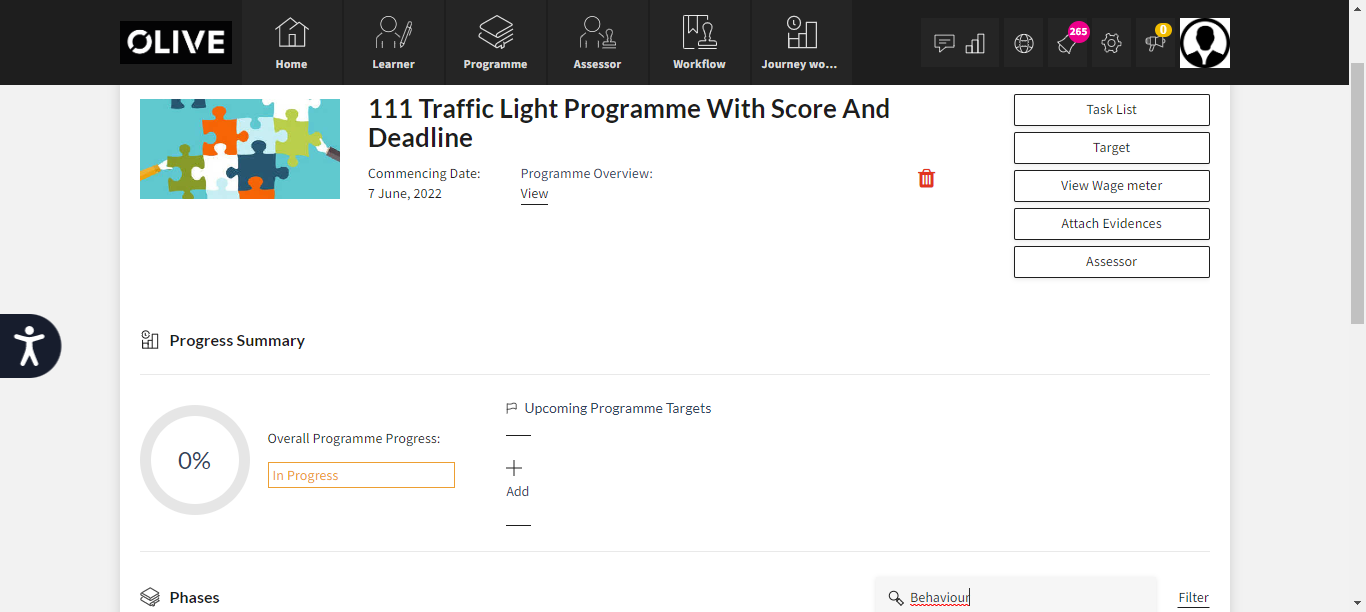 OLIVE
Home
Learner
Programme
Assessor
Workflow
Journey wo...
265
0
111 Traffic Light Programme With Score And
Deadline
Commencing Date:
7 June, 2022
Programme Overview:
View
Task List
Target
View Wage meter
Attach Evidences
Assessor
Progress Summary
0%
Overall Programme Progress:
In Progress
Upcoming Programme Targets
Add
Phases
Behaviour
Filter